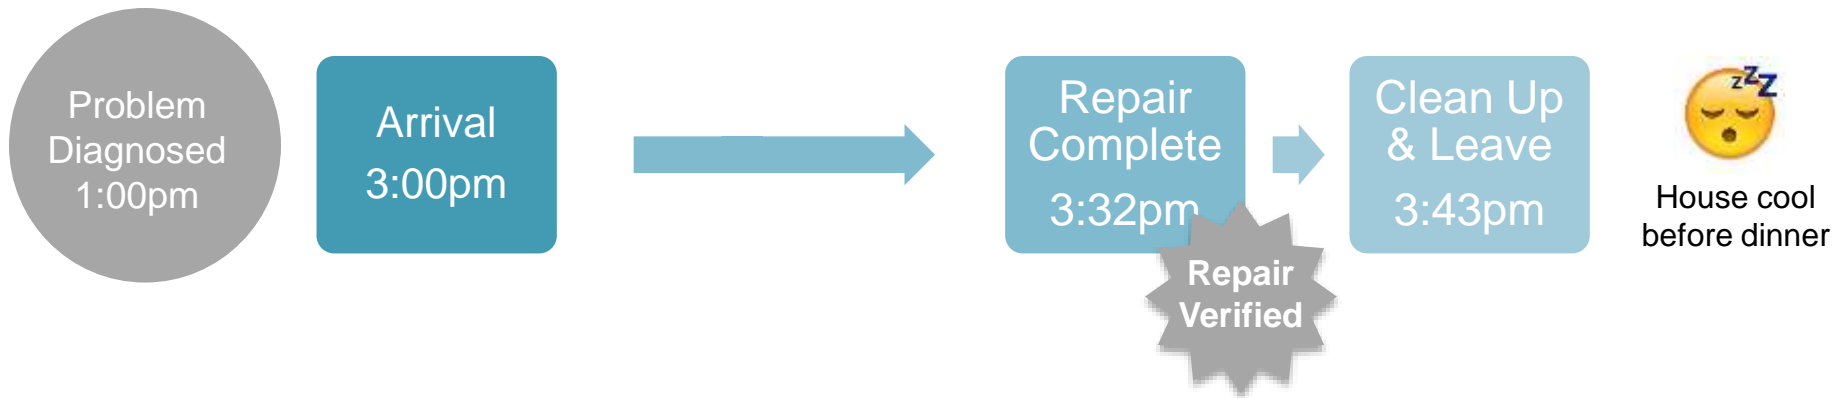 Problem
Diagnosed
1:00pm
Arrival
3:00pm
Repair
Complete
3:32pm
Repair
Verified
Clean Up
& Leave
3:43pm
zzZ
House cool
before dinner